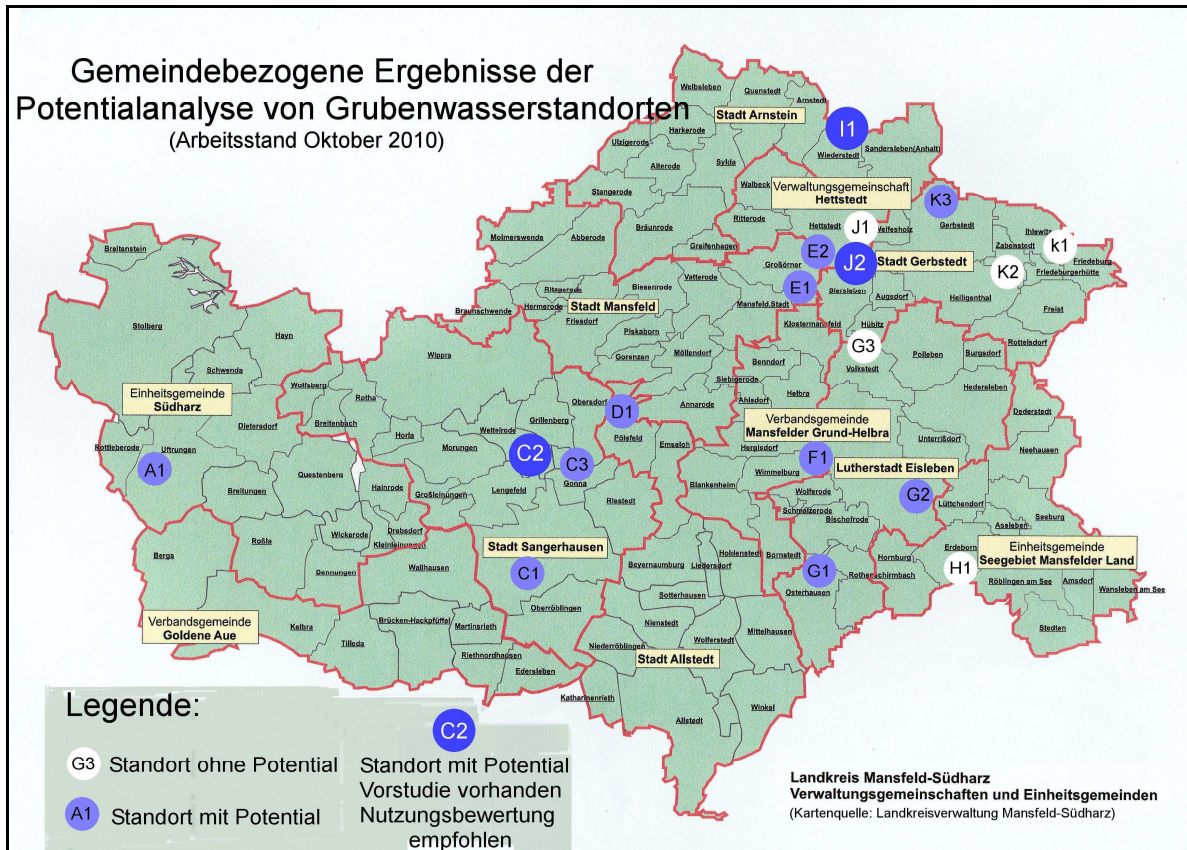 Gemeindebezogene Ergebnisse der
Potentialanalyse von Grubenwasserstandorten
(Arbeitsstand Oktober 2010)
Welbsleben
Quenstedt
Arnstedt
Stadt Arnstein
I1
Harkerode
Ulzigerode
Wiederstedt
Sandersleben(Anhalt)
Alterode
Sylda
Stangerode
Walbeck
Verwaltungsgemeinschaft
Hettstedt
K3
Ritterode
Bräunrode
Hettstedt
J1
Welfesholz
Gerbstedt
Ihlewitz
Zabenstedt
k1
Friedeburg
Breitenstein
Molmerswende
Abberode
Greifenhagen
E2
Großörner
J2
Stadt Gerbstedt
K2
Friedeburgerhütte
Vatterode
Biesenrode
E1
Siersleben
Augsdorf
Heiligenthal
Ritzgerode
Hermerode
Stadt Mansfeld
Mansfeld,Stadt
Freist
Braunschwende
Friesdorf
Klostermansfeld
Hübitz
Stolberg
Hayn
Piskaborn
G3
Rottelsdorf
Wippra
Gorenzen
Möllendorf
Benndorf
Volkstedt
Polleben
Burgsdorf
Schwenda
Siebigerode
Einheitsgemeinde
Südharz
Wolfsberg
Rotha
Helbra
Hedersleben
Obersdorf
D1
Annarode
Ahlsdorf
Dederstedt
Dietersdorf
Breitenbach
Grillenberg
Verbandsgemeinde
Mansfelder Grund-Helbra
Rottleberode
Uftrungen
Horla
Wettelrode
Pölsfeld
Emseloh
Unterrißdorf
A1
Morungen
C2
C3
Gonna
Hergisdorf
F1
Lutherstadt Eisleben
Neehausen
Questenberg
Wimmelburg
Breitungen
Hainrode
Großleinungen
Lengefeld
Riestedt
Blankenheim
Wolferode
G2
Lüttchendorf
Schmalzerode
Bischofrode
Seeburg
Aseleben
Roßla
Wickerode
Drebsdorf
Kleinleinungen
Stadt Sangerhausen
Berga
Wallhausen
Holdenstedt
Bornstedt
Hornburg
Erdeborn
Einheitsgemeinde
Seegebiet Mansfelder Land
Bennungen
C1
Beyernaumburg
Liedersdorf
G1
Rothenschirmbach
H1
Röblingen am See
Amsdorf
Wansleben am See
Sotterhausen
Osterhausen
Oberröblingen
Verbandsgemeinde
Goldene Aue
Kelbra
Brücken-Hackpfüffel
Martinsrieth
Nienstedt
Mittelhausen
Stedten
Tilleda
Wolferstedt
Niederröblingen
Stadt Allstedt
Riethnordhausen
Edersleben
Katharinenrieth
Winkel
Allstedt
Legende:
G3 Standort ohne Potential
A1 Standort mit Potential
C2
Standort mit Potential
Vorstudie vorhanden
Nutzungsbewertung
empfohlen
Landkreis Mansfeld-Südharz
Verwaltungsgemeinschaften und Einheitsgemeinden
(Kartenquelle: Landkreisverwaltung Mansfeld-Südharz)